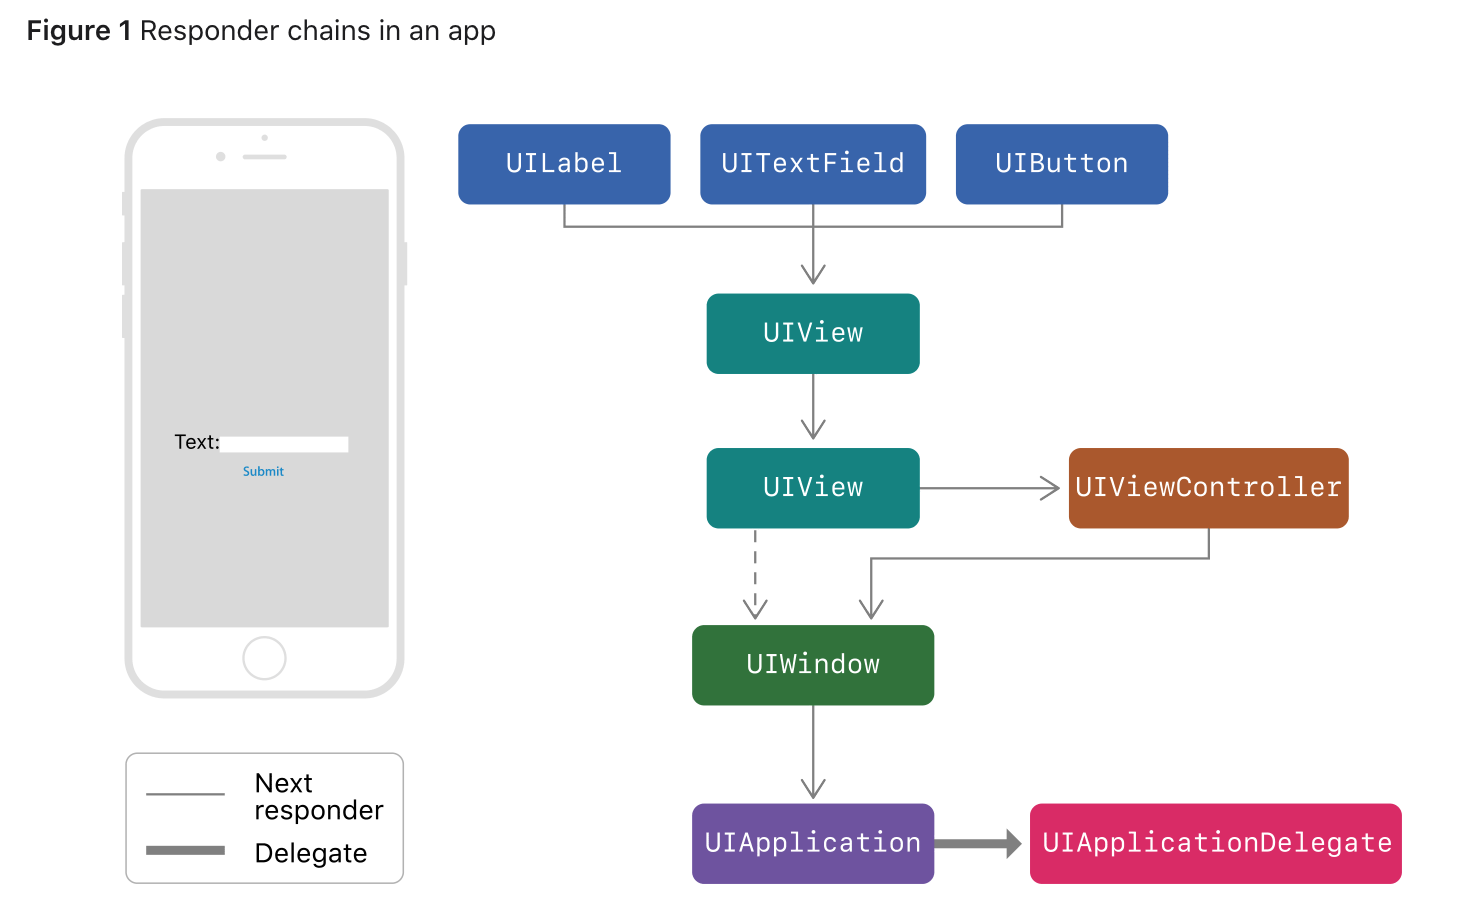 Figure 1 Responder chains in an app
UILabel
UITextField
UIButton
UIView
Text:
Submit
UIView
UIViewController
UIWindow
Next
responder
Delegate
UIApplication
UIApplicationDelegate